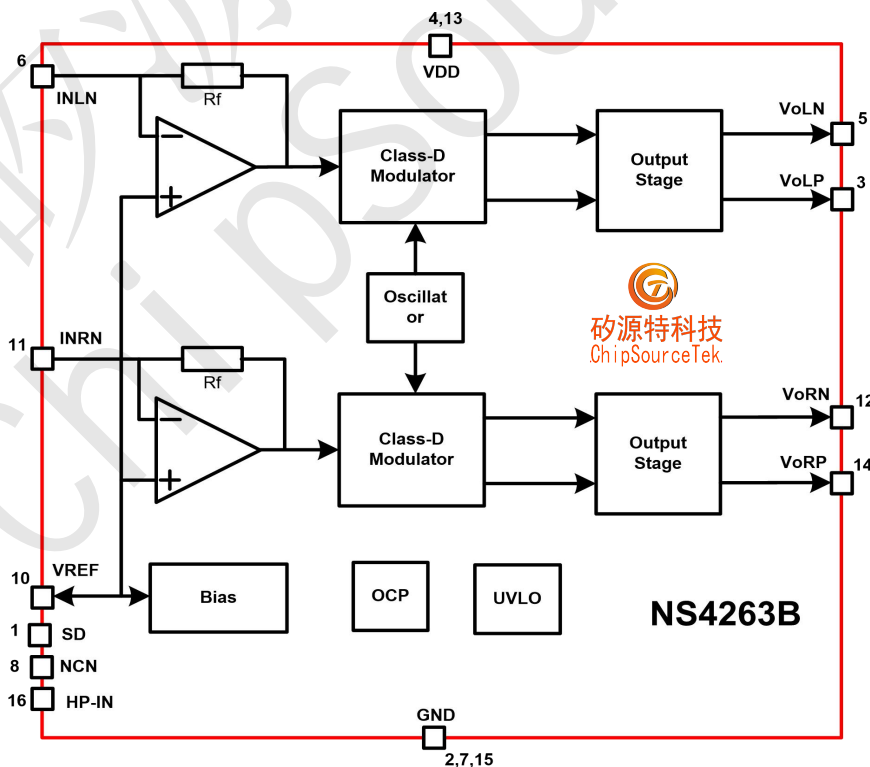 4,13
VDD
6
INLN
Rf
Class-D
Modulator
Output
Stage
VoLN
5
VoLP
3
Oscillat
or
矽源特科技
ChipSourceTek.
11
INRN
Rf
Class-D
Modulator
Output
Stage
VoRN
12
VoRP
14
10
VREF
Bias
OCP
UVLO
NS4263B
1
SD
8
NCN
16
HP-IN
GND
2,7,15